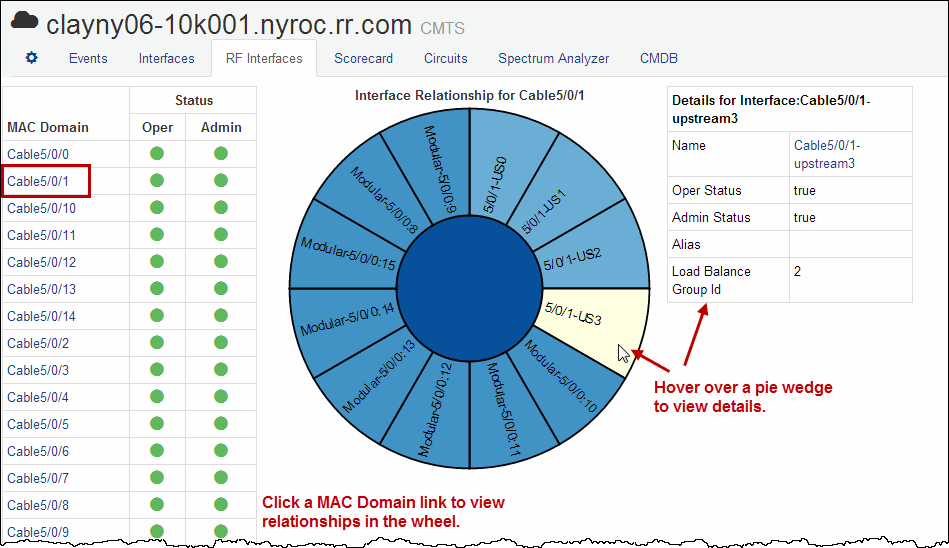 clayny06-10k001.nyroc.rr.com CMTS
Events Interfaces RF Interfaces Scorecard Circuits Spectrum Analyzer CMDB
MAC Domain Status
Oper Admin
Cable5/0/0
Cable5/0/1
Cable5/0/10
Cable5/0/11
Cable5/0/12
Cable5/0/13
Cable5/0/14
Cable5/0/2
Cable5/0/3
Cable5/0/4
Cable5/0/5
Cable5/0/6
Cable5/0/7
Cable5/0/8
Cable5/0/9
Interface Relationship for Cable5/0/1
5/0/1-US0
5/0/1-US1
5/0/1-US2
5/0/1-US3
Modular-5/0/0:10
Modular-5/0/0:11
Modular-5/0/0:12
Modular-5/0/0:13
Modular-5/0/0:14
Modular-5/0/0:15
Modular-5/0/0:8
Modular-5/0/0:9
Details for Interface:Cable5/0/1-
upstream3
Name Cable5/0/1-
upstream3
Oper Status true
Admin Status true
Alias
Load Balance 2
Group Id
Hover over a pie wedge
to view details.
Click a MAC Domain link to view
relationships in the wheel.